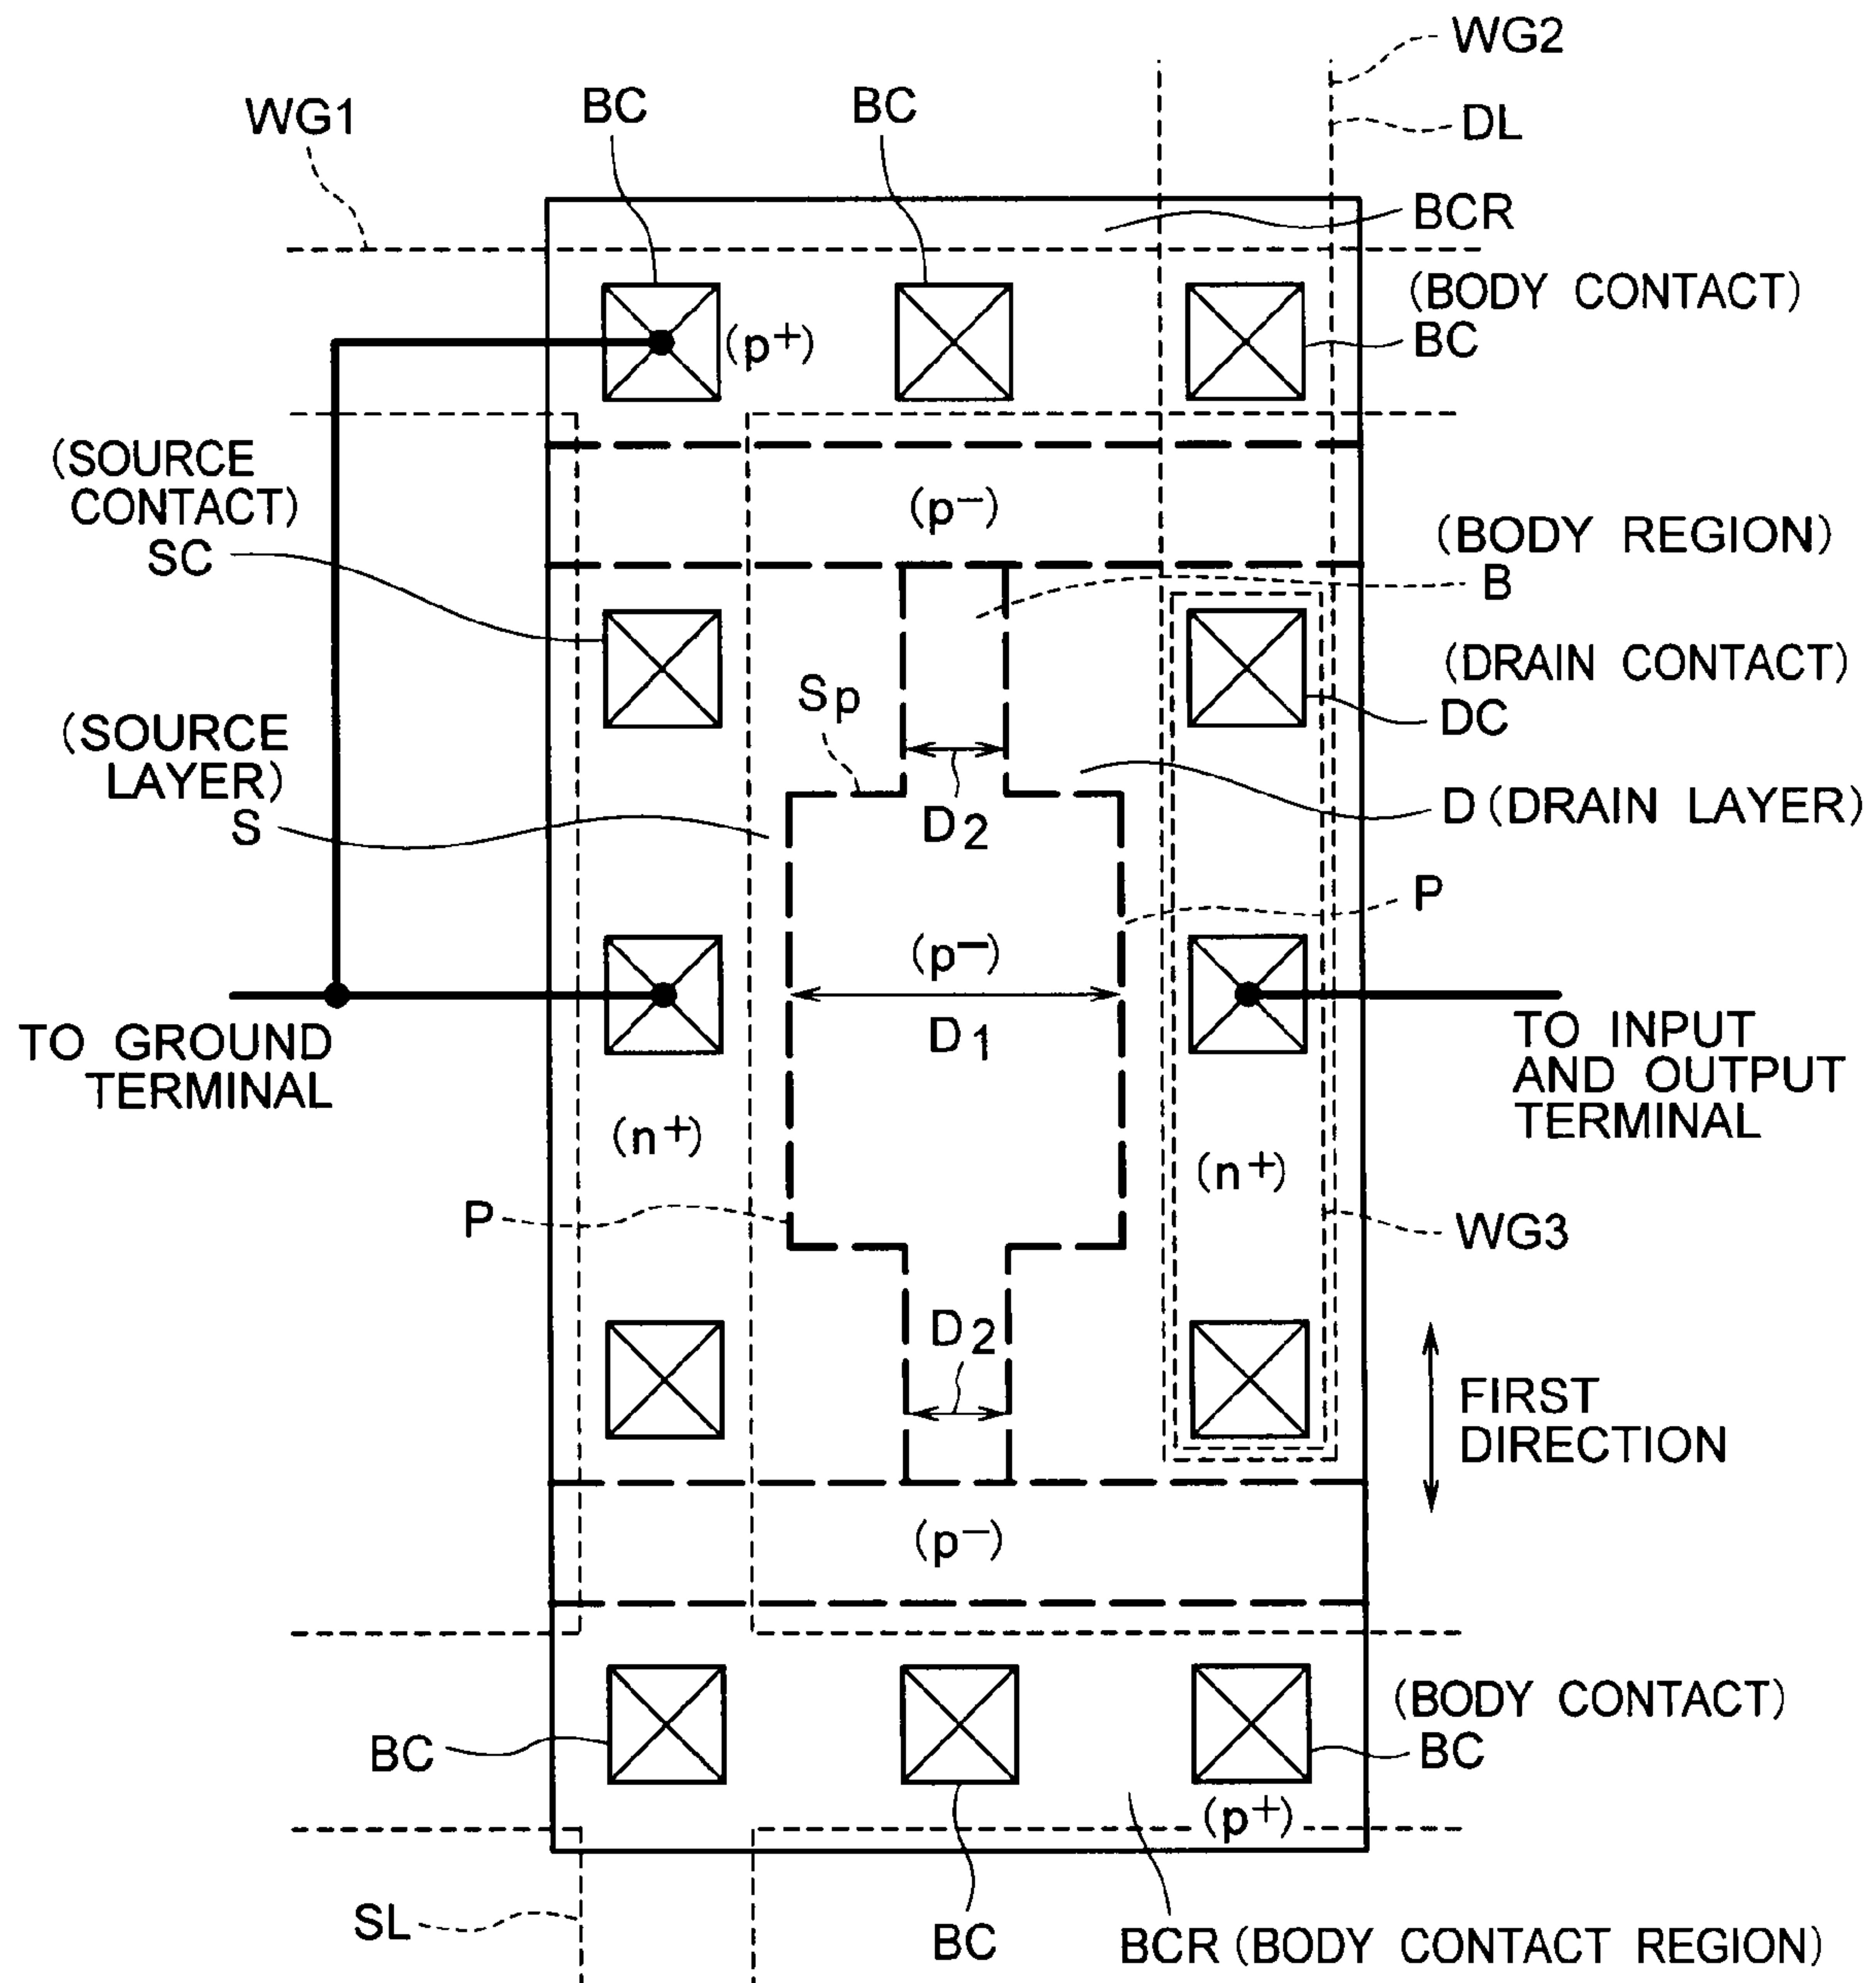 WG2
WG1
BC
BC
DL
BCR
(BODY CONTACT)
BC
(p+)
(SOURCE
CONTACT)
SC
(p−)
(BODY REGION)
B
(DRAIN CONTACT)
DC
Sp
(SOURCE
LAYER)
S
D2
D (DRAIN LAYER)
P
(p−)
D1
TO GROUND
TERMINAL
TO INPUT
AND OUTPUT
TERMINAL
(n+)
(n+)
P
WG3
D2
FIRST
DIRECTION
(p−)
(BODY CONTACT)
BC
BC
(p+)
SL
BC
BCR (BODY CONTACT REGION)